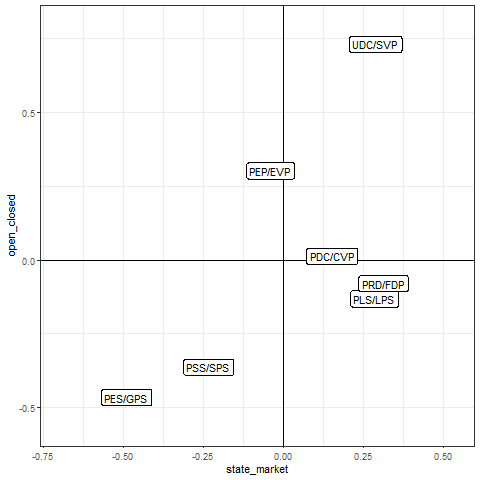 UDC/SVP
0.5
PEP/EVP
open_closed
PDC/CVP
0.0
PRD/FDP
PLS/LPS
PSS/SPS
PES/GPS
-0.5
-0.75 -0.50 -0.25 0.00 0.25 0.50
state_market